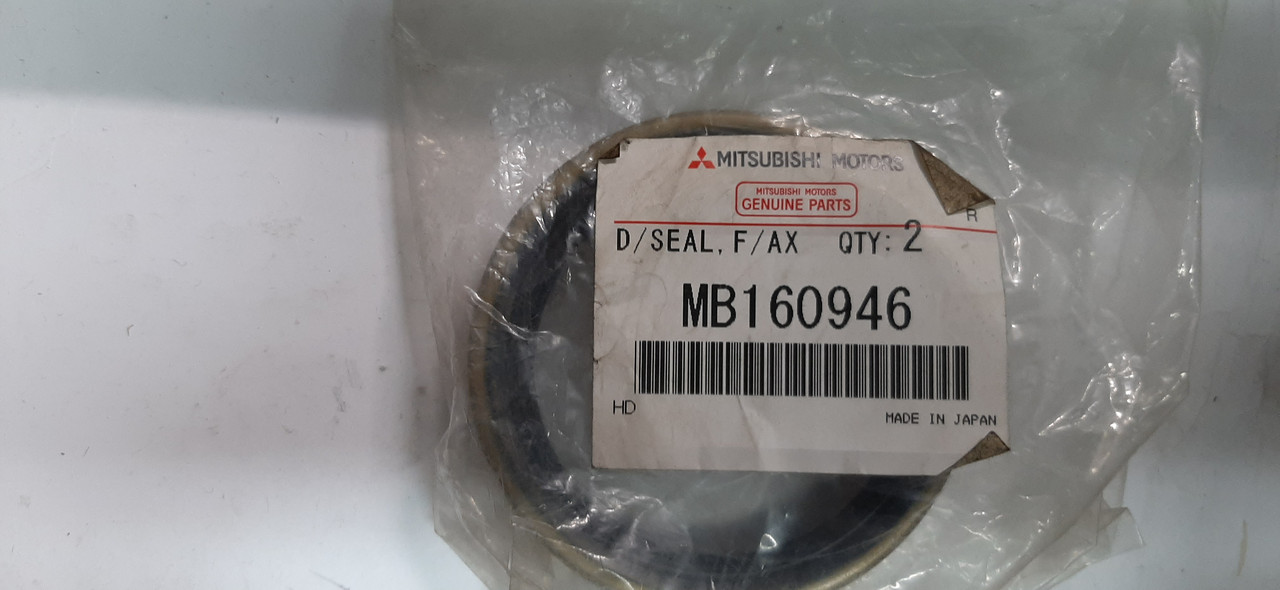 MITSUBISHI MOTORS
MITSUBISHI MOTORS
GENUINE PARTS
R
D/SEAL, F/AX QTY: 2
MB160946
HD
MADE IN JAPAN